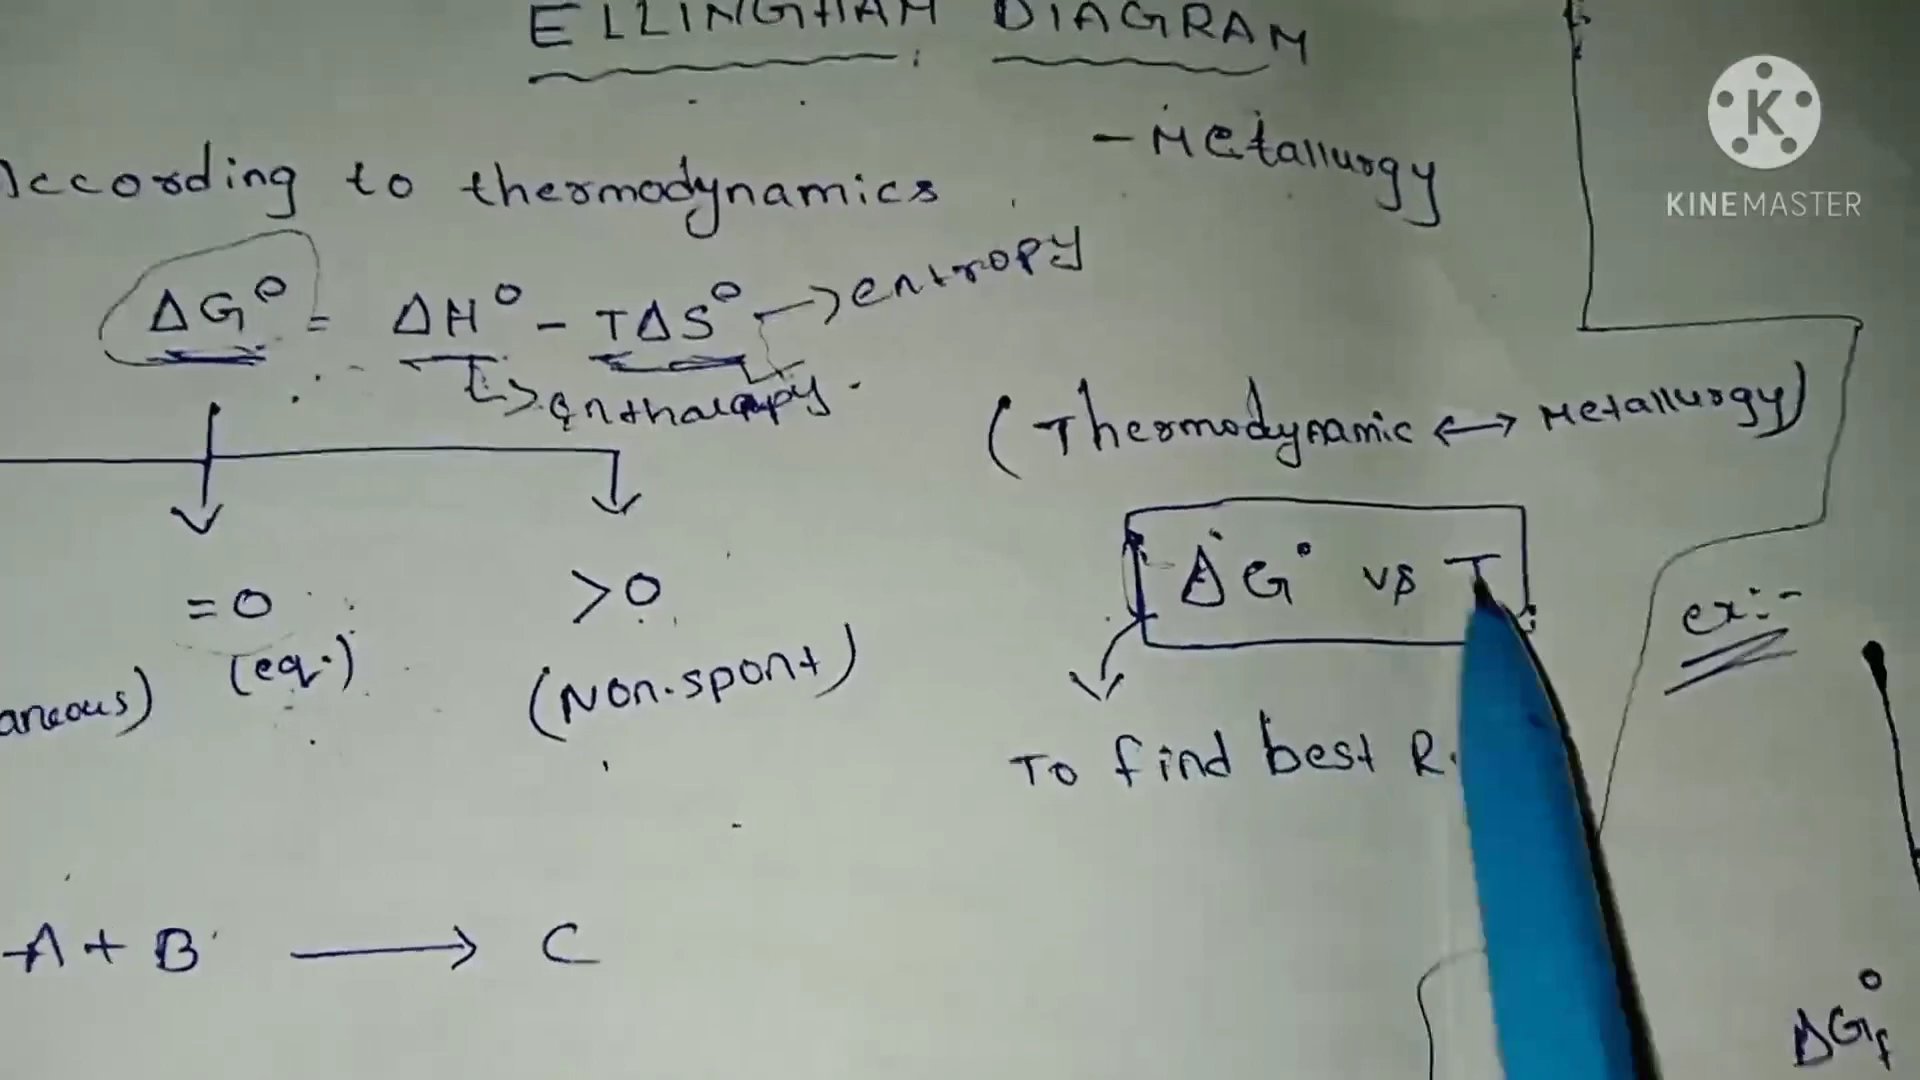 ELLINGHAM DIAGRAM
- Metallurgy
According to thermodynamics
ΔG° = ΔH° - TΔS° → entropy
↳ enthalpy
= 0
> 0
(eq.)
(Non-spont)
aneous)
A + B → C
(Thermodynamic ↔ Metallurgy)
ΔG° vs T
To find best R.
ex:-
ΔG°f
K
KINEMASTER